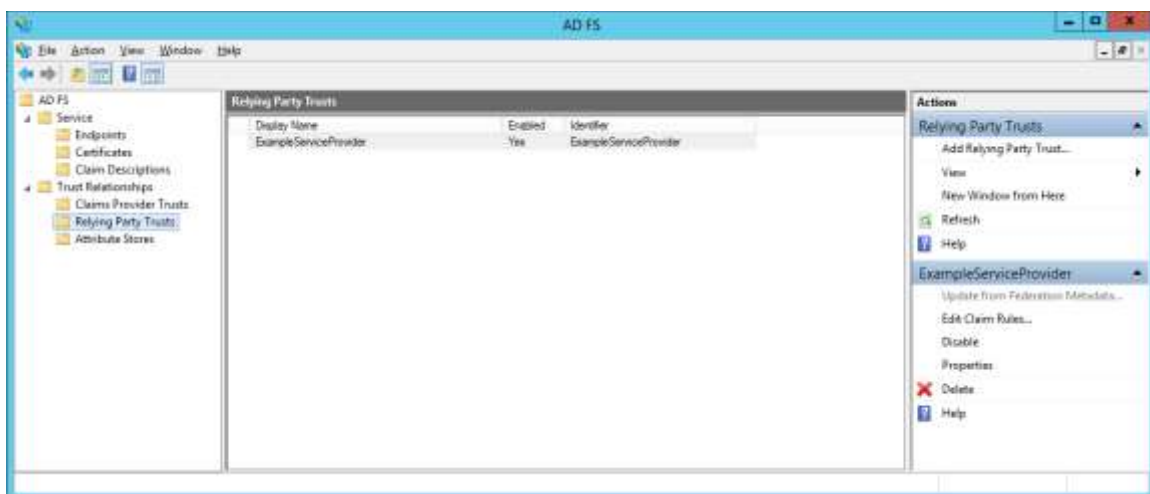 AD FS
File Action View Window Help
AD FS
Service
Endpoints
Certificates
Claim Descriptions
Trust Relationships
Claims Provider Trusts
Relying Party Trusts
Attribute Stores
Relying Party Trusts
Display Name Enabled Identifier
ExampleServiceProvider Yes ExampleServiceProvider
Actions
Relying Party Trusts
Add Relying Party Trust...
View
New Window from Here
Refresh
Help
ExampleServiceProvider
Update from Federation Metadata...
Edit Claim Rules...
Disable
Properties
Delete
Help